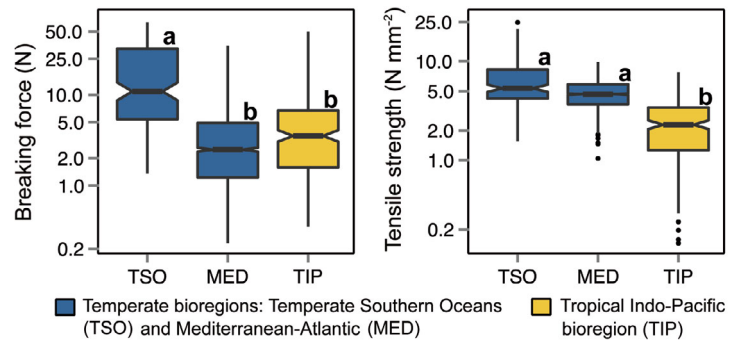 Breaking force (N)
50.0
25.0
10.0
5.0
2.0
1.0
0.2
a
b
b
TSO MED TIP
Tensile strength (N mm⁻²)
25.0
10.0
5.0
2.0
1.0
0.2
a
a
b
TSO MED TIP
Temperate bioregions: Temperate Southern Oceans
(TSO) and Mediterranean-Atlantic (MED)
Tropical Indo-Pacific
bioregion (TIP)